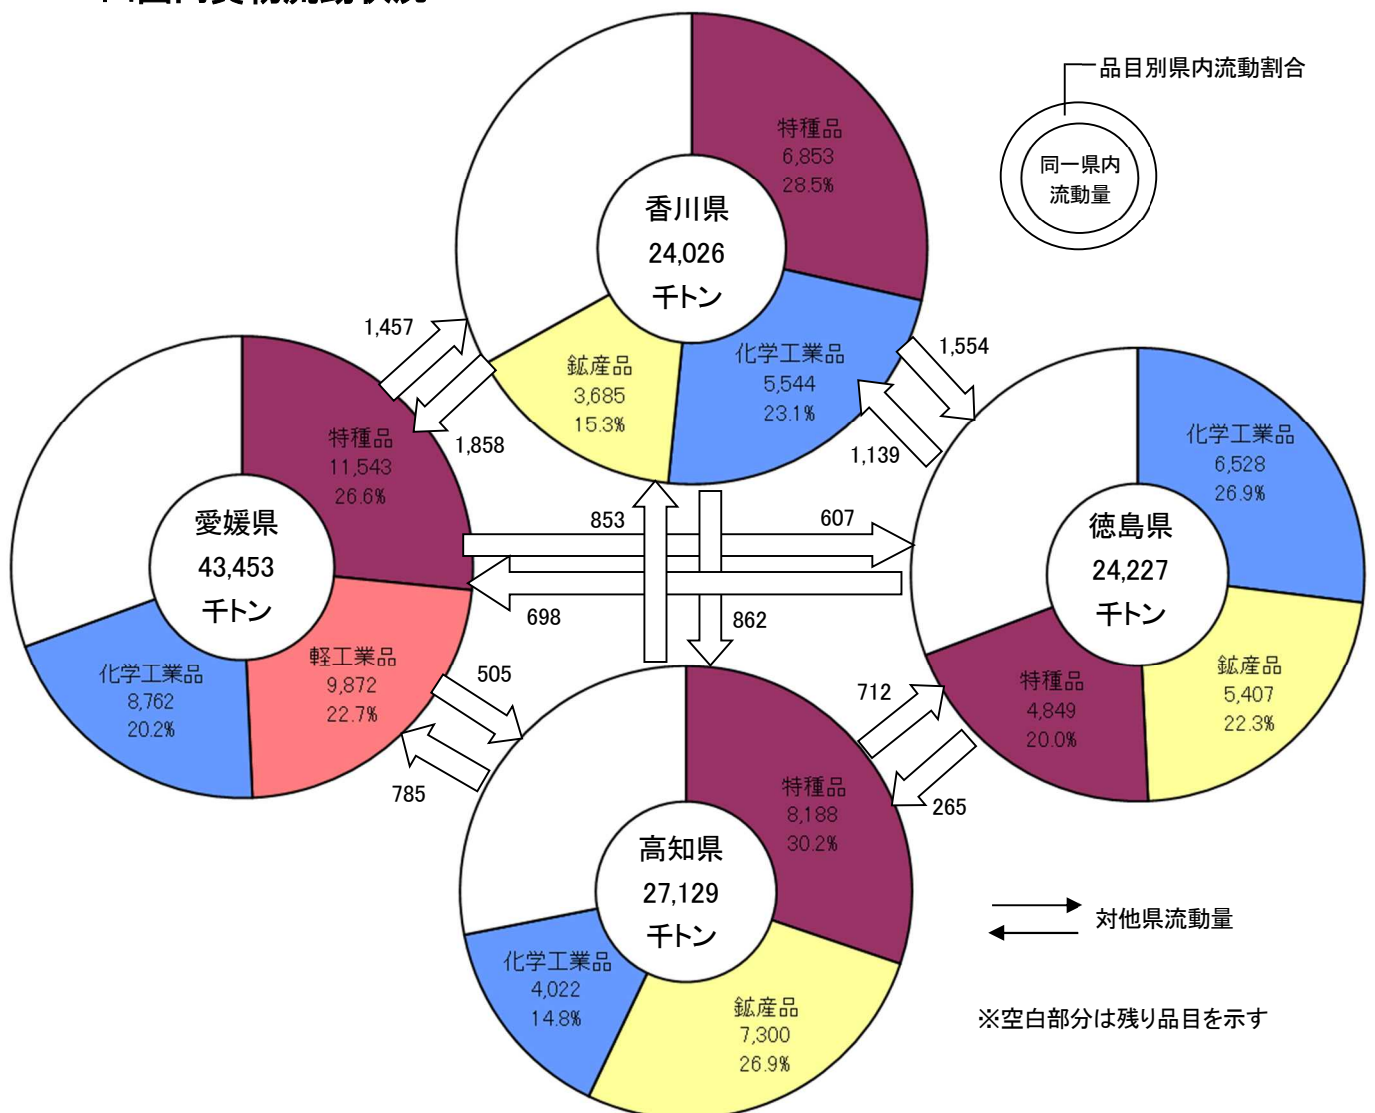 品目別県内流動割合
同一県内
流動量
特種品
6,853
28.5%
香川県
24,026
千トン
化学工業品
5,544
23.1%
鉱産品
3,685
15.3%
1,457
1,858
1,554
1,139
特種品
11,543
26.6%
愛媛県
43,453
千トン
軽工業品
9,872
22.7%
化学工業品
8,762
20.2%
853
607
698
862
化学工業品
6,528
26.9%
徳島県
24,227
千トン
鉱産品
5,407
22.3%
特種品
4,849
20.0%
505
785
712
265
特種品
8,188
30.2%
高知県
27,129
千トン
化学工業品
4,022
14.8%
鉱産品
7,300
26.9%
対他県流動量
※空白部分は残り品目を示す